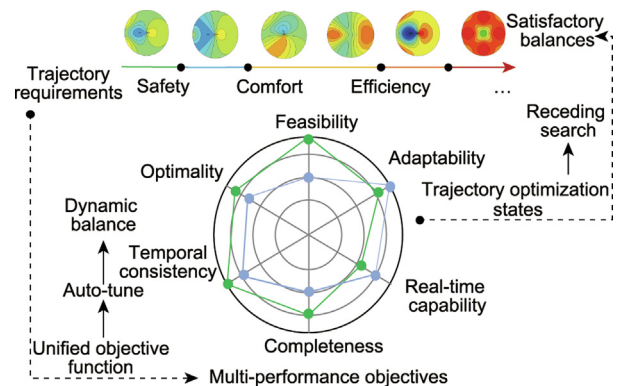 Satisfactory
balances
Trajectory
requirements
Safety
Comfort
Efficiency
...
Receding
search
Feasibility
Optimality
Adaptability
Trajectory optimization
states
Dynamic
balance
Temporal
consistency
Auto-tune
Real-time
capability
Unified objective
function
Completeness
Multi-performance objectives